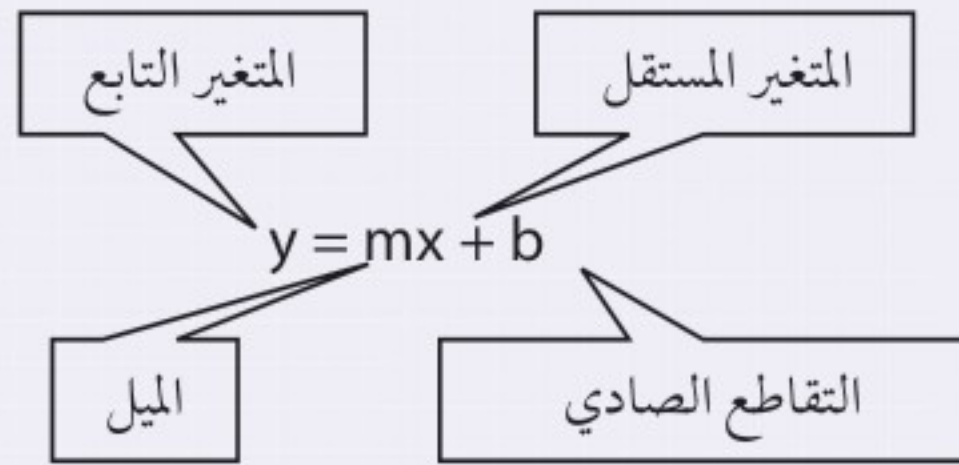 المتغير المستقل
المتغير التابع
y = mx + b
التقاطع الصادي
الميل